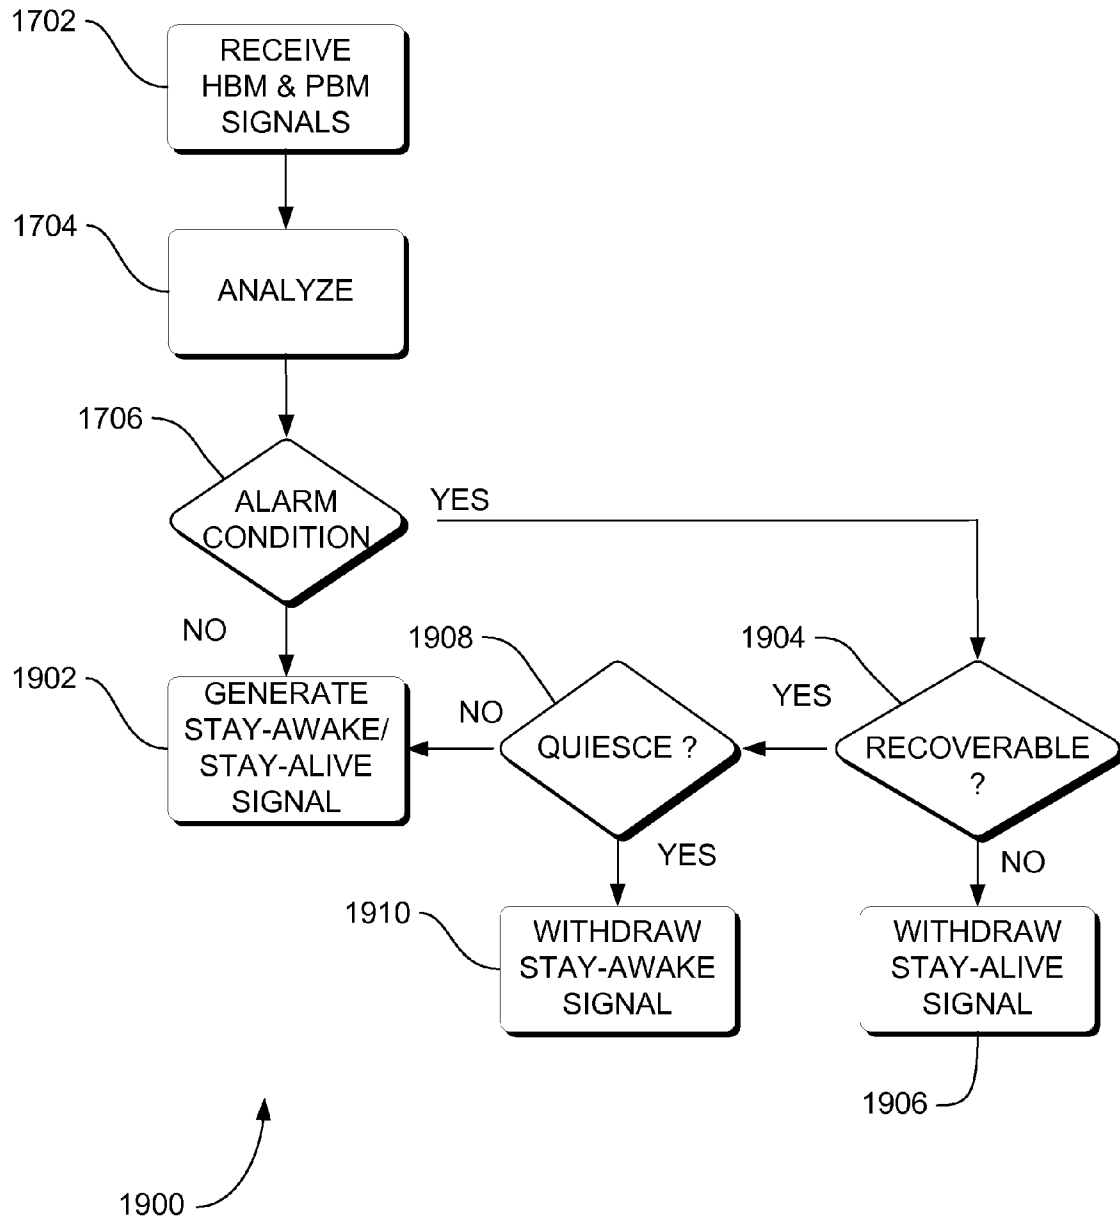 1702
RECEIVE
HBM & PBM
SIGNALS
1704
ANALYZE
1706
ALARM
CONDITION
YES
NO
1908
1904
1902
GENERATE
STAY-AWAKE/
STAY-ALIVE
SIGNAL
NO
QUIESCE ?
YES
RECOVERABLE
?
YES
NO
1910
WITHDRAW
STAY-AWAKE
SIGNAL
WITHDRAW
STAY-ALIVE
SIGNAL
1906
1900